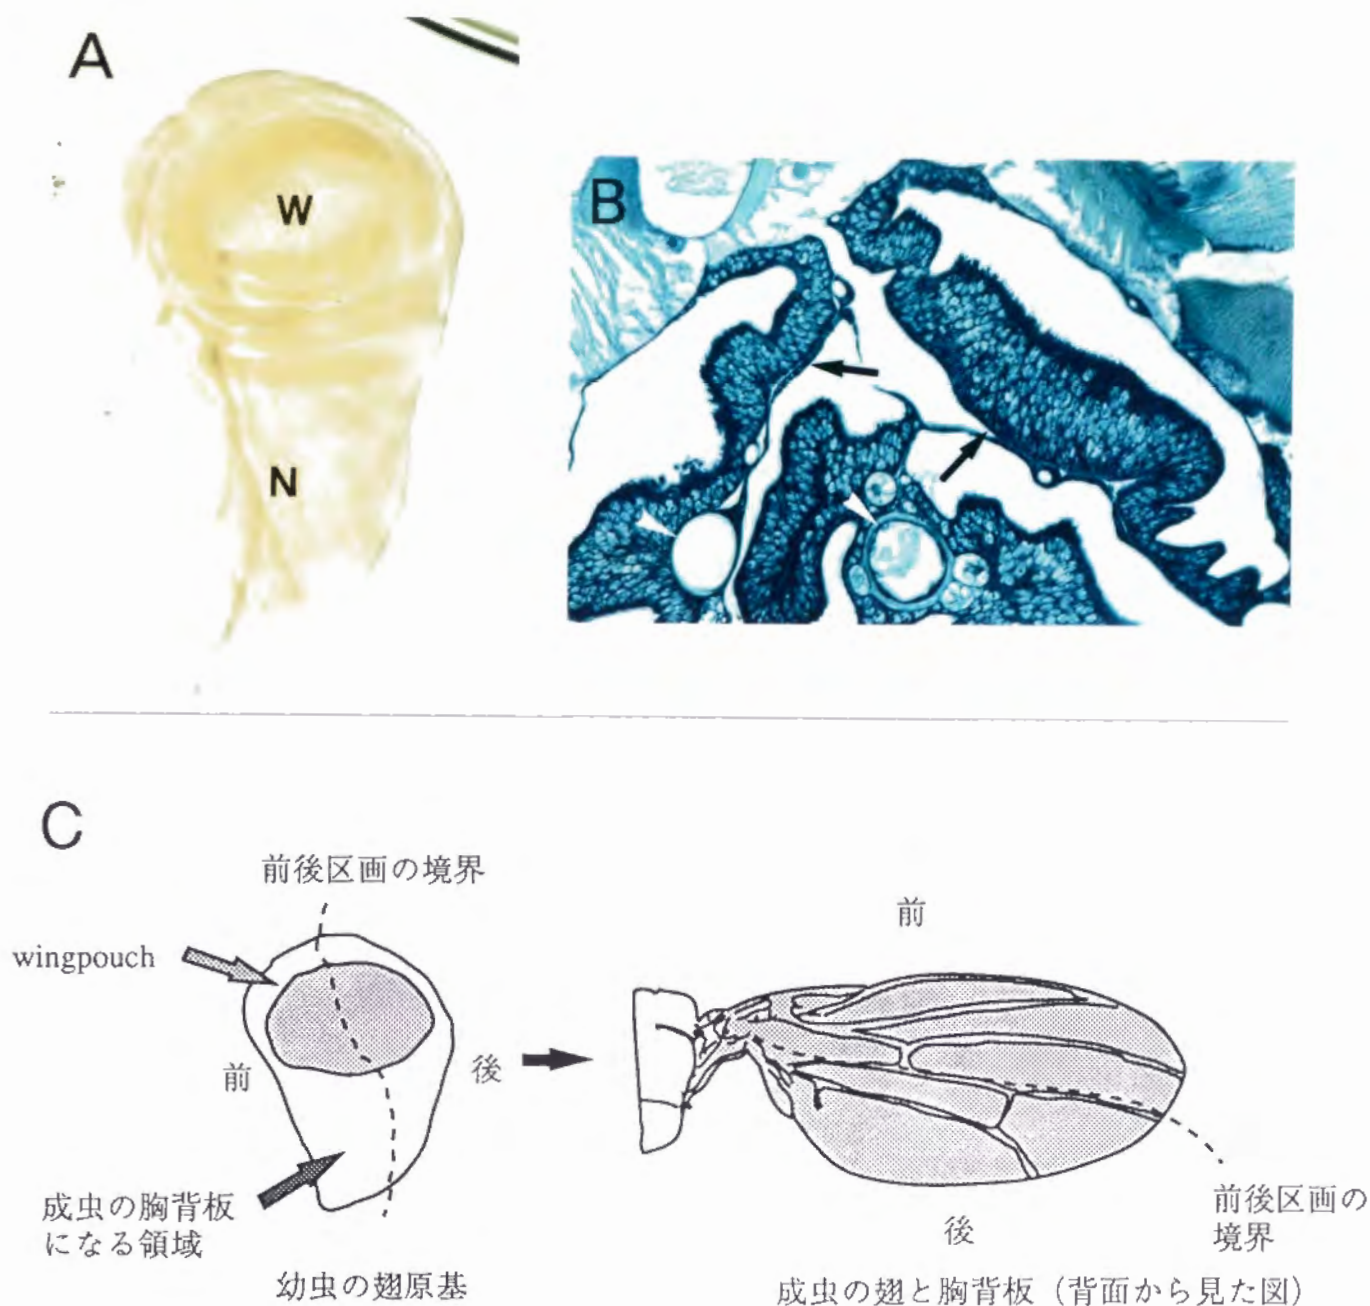 A
W
N
B
C
前後区画の境界
wingpouch
前
後
成虫の胸背板
になる領域
幼虫の翅原基
前
後
前後区画の
境界
成虫の翅と胸背板（背面から見た図）